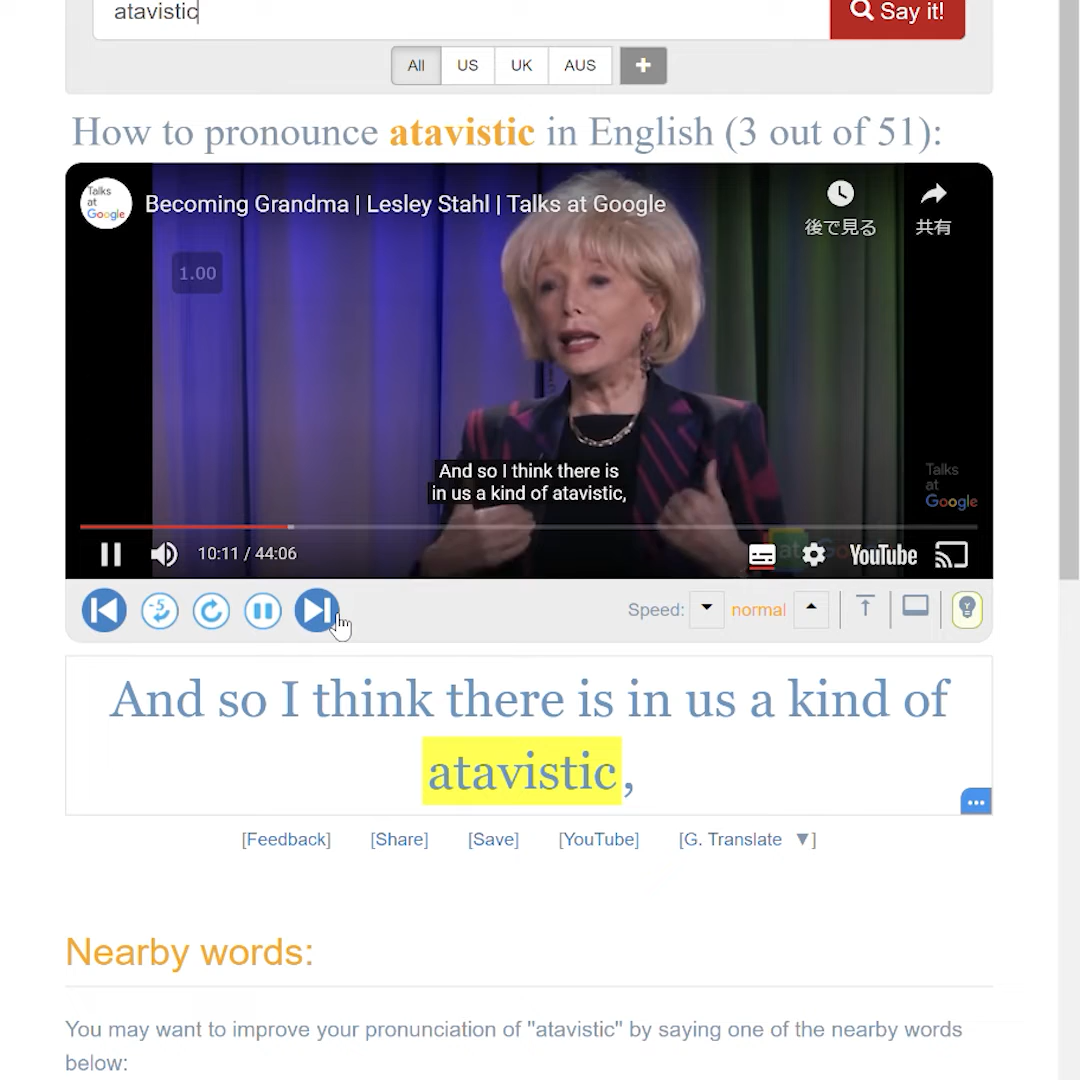 atavistic
Say it!
All US UK AUS +
How to pronounce atavistic in English (3 out of 51):
Talks at Google
Becoming Grandma | Lesley Stahl | Talks at Google
後で見る
共有
1.00
And so I think there is
in us a kind of atavistic,
Talks
at
Google
10:11 / 44:06
YouTube
-5
Speed: normal
And so I think there is in us a kind of
atavistic,
[Feedback] [Share] [Save] [YouTube] [G. Translate ▼]
Nearby words:
You may want to improve your pronunciation of "atavistic" by saying one of the nearby words
below: